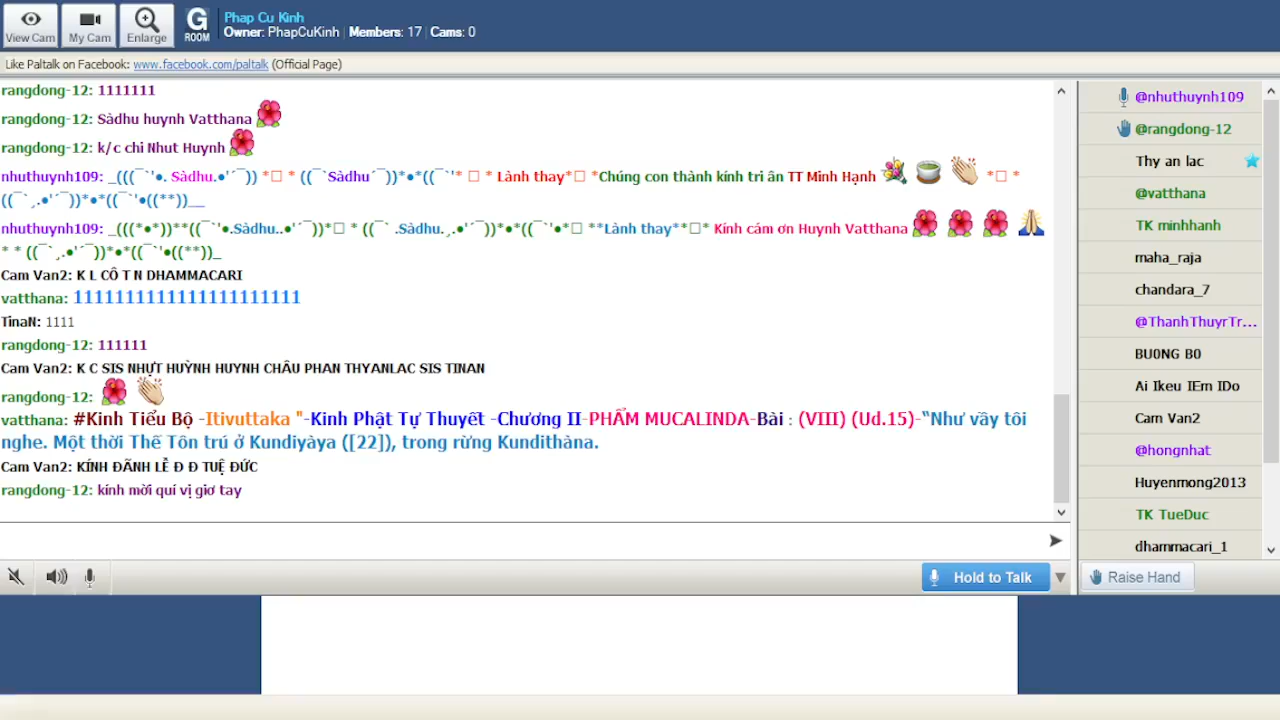 View Cam
My Cam
Enlarge
G
ROOM
Phap Cu Kinh
Owner: PhapCuKinh | Members: 17 | Cams: 0
Like Paltalk on Facebook: www.facebook.com/paltalk (Official Page)
rangdong-12: 1111111
rangdong-12: Sàdhu huynh Vatthana
rangdong-12: k/c chi Nhut Huynh
nhuthuynh109: _(((¯`'•. Sàdhu.•'´¯)) *□ * ((¯`Sàdhu´¯))*•*((¯`'* □ * Lành thay*□ *Chúng con thành kính tri ân TT Minh Hạnh *□ *
((¯`¸.•'´¯))*•*((¯`'•((**))__
nhuthuynh109: _(((*•*))**((¯`'•.Sàdhu..•'´¯))*□ * ((¯` .Sàdhu.¸.•'´¯))*•*((¯`'•*□ **Lành thay**□* Kính cám ơn Huynh Vatthana
* * ((¯`¸.•'´¯))*•*((¯`'•((**))_
Cam Van2: K L CÔ T N DHAMMACARI
vatthana: 1111111111111111111111
TinaN: 1111
rangdong-12: 111111
Cam Van2: K C SIS NHỰT HUỲNH HUYNH CHÂU PHAN THYANLAC SIS TINAN
rangdong-12:
vatthana: #Kinh Tiểu Bộ -Itivuttaka "-Kinh Phật Tự Thuyết -Chương II-PHẨM MUCALINDA-Bài : (VIII) (Ud.15)-“Như vầy tôi
nghe. Một thời Thế Tôn trú ở Kundiyàya ([22]), trong rừng Kundithàna.
Cam Van2: KÍNH ĐÃNH LỄ Đ Đ TUỆ ĐỨC
rangdong-12: kính mời quí vị giơ tay
@nhuthuynh109
@rangdong-12
Thy an lac
@vatthana
TK minhhanh
maha_raja
chandara_7
@ThanhThuyrTr...
BU0NG B0
Ai Ikeu IEm IDo
Cam Van2
@hongnhat
Huyenmong2013
TK TueDuc
dhammacari_1
Hold to Talk
Raise Hand